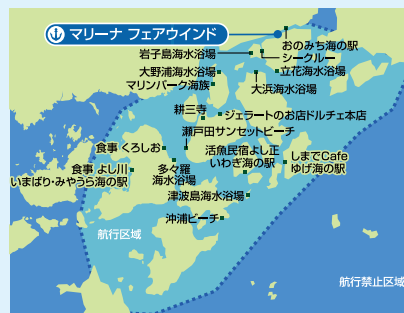 マリーナ フェアウインド
おのみち海の駅
シークルー
岩子島海水浴場
立花海水浴場
大野浦海水浴場
マリンパーク海族
大浜海水浴場
耕三寺
ジェラートのお店ドルチェ本店
瀬戸田サンセットビーチ
食事 くろしお
活魚民宿よし正
いわぎ海の駅
しまでCafe
ゆげ海の駅
食事 よし川
いまばり・みやうら海の駅
多々羅
海水浴場
津波島海水浴場
沖浦ビーチ
航行区域
航行禁止区域